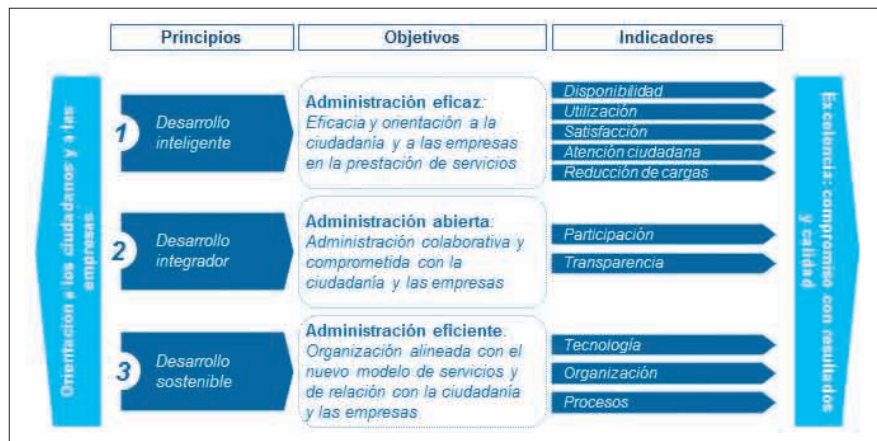 Principios
Objetivos
Indicadores
Orientación a los ciudadanos y a las
empresas
1
Desarrollo
inteligente
Administración eficaz:
Eficacia y orientación a la
ciudadanía y a las empresas
en la prestación de servicios
Disponibilidad
Utilización
Satisfacción
Atención ciudadana
Reducción de cargas
2
Desarrollo
integrador
Administración abierta:
Administración colaborativa y
comprometida con la
ciudadanía y las empresas
Participación
Transparencia
3
Desarrollo
sostenible
Administración eficiente:
Organización alineada con el
nuevo modelo de servicios y
de relación con la ciudadanía
y las empresas
Tecnología
Organización
Procesos
Excelencia: compromiso con resultados
y calidad